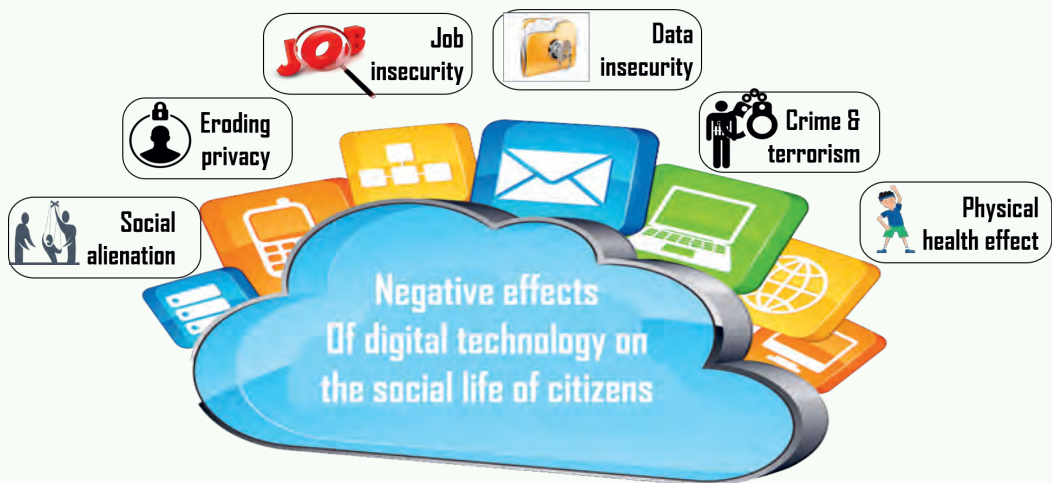 JOB
Job
insecurity
Data
insecurity
Eroding
privacy
Crime &
terrorism
Social
alienation
Physical
health effect
Negative effects
Of digital technology on
the social life of citizens